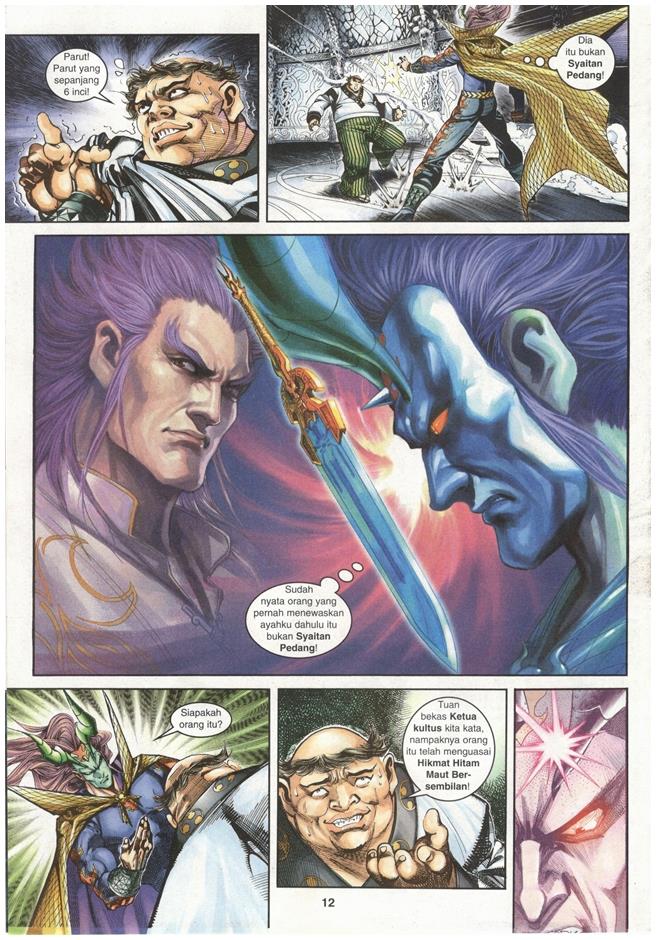 Parut!
Parut yang
sepanjang
6 inci!
Dia
itu bukan
Syaitan
Pedang!
Sudah
nyata orang yang
pernah menewaskan
ayahku dahulu itu
bukan Syaitan
Pedang!
Siapakah
orang itu?
Tuan
bekas Ketua
kultus kita kata,
nampaknya orang
itu telah menguasai
Hikmat Hitam
Maut Ber-
sembilan!
12